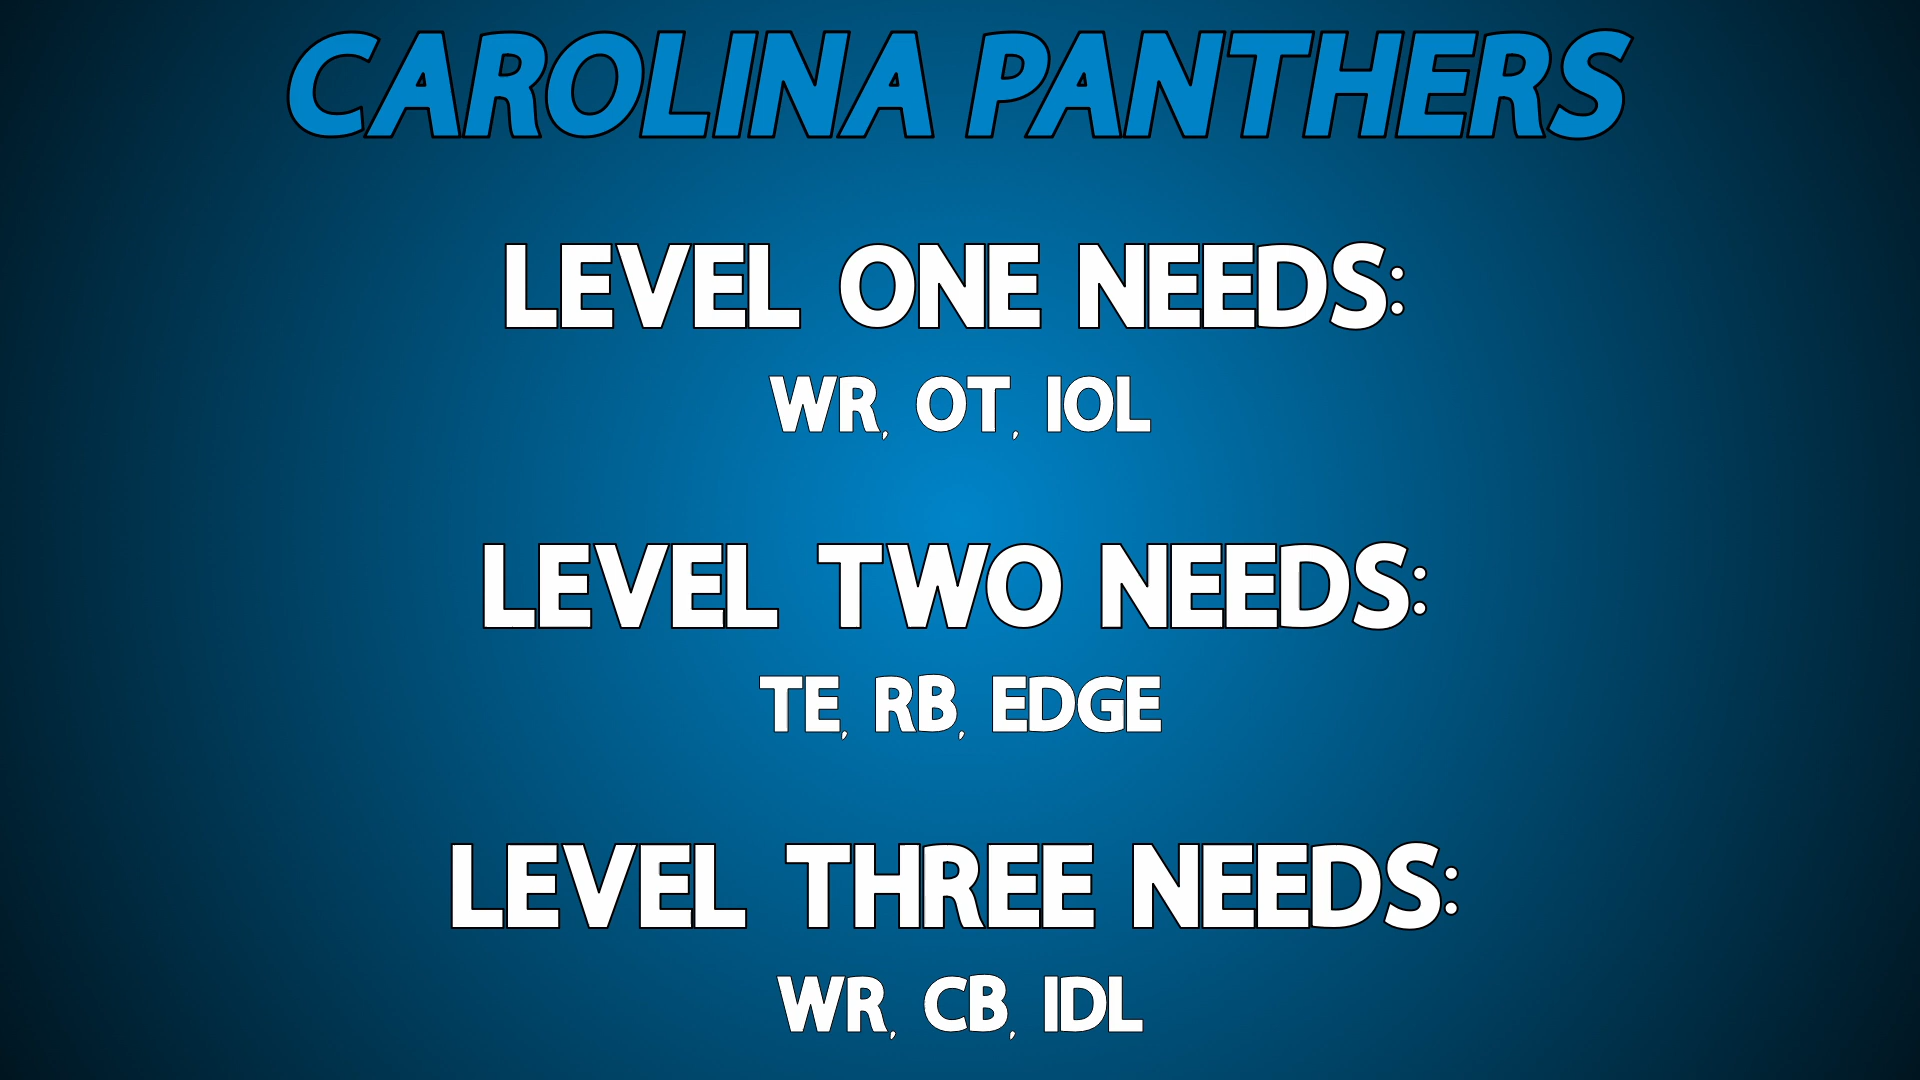 CAROLINA PANTHERS
LEVEL ONE NEEDS:
WR, OT, IOL
LEVEL TWO NEEDS:
TE, RB, EDGE
LEVEL THREE NEEDS:
WR, CB, IDL